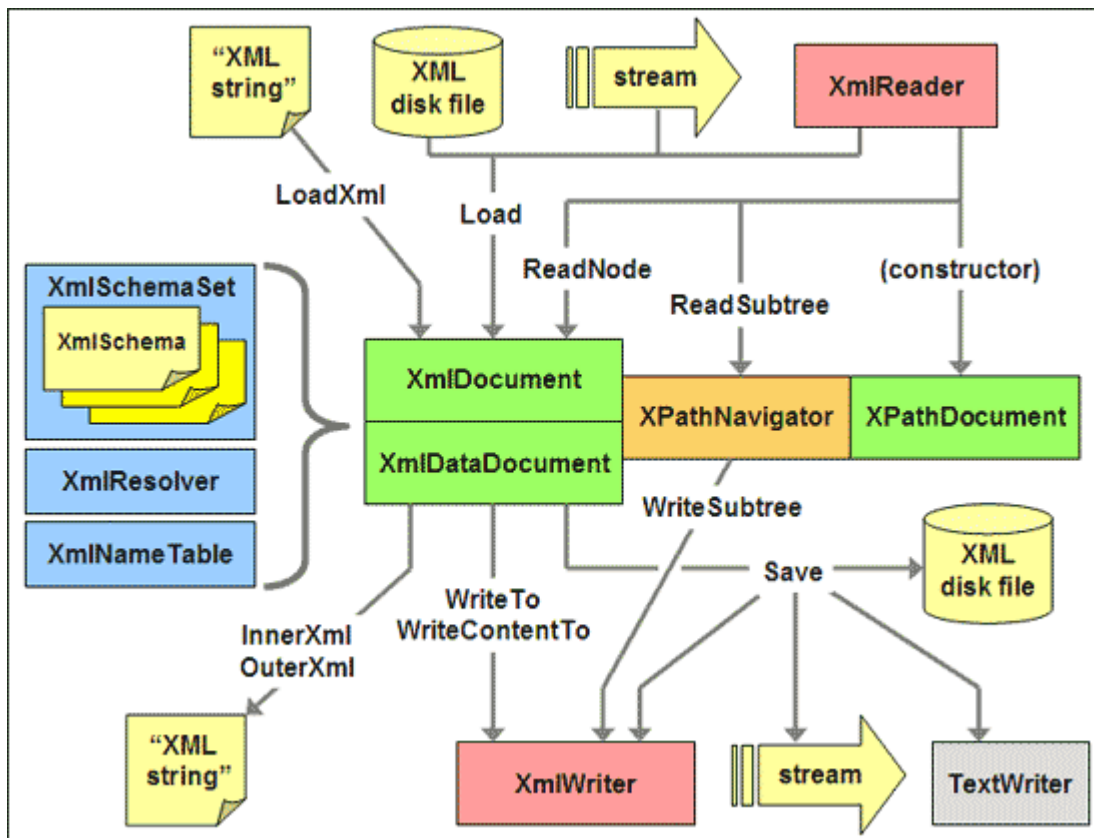 “XML
string”
XML
disk file
stream
XmlReader
LoadXml
Load
ReadNode
ReadSubtree
(constructor)
XmlSchemaSet
XmlSchema
XmlResolver
XmlNameTable
XmlDocument
XmlDataDocument
XPathNavigator
XPathDocument
WriteSubtree
Save
XML
disk file
WriteTo
WriteContentTo
InnerXml
OuterXml
“XML
string”
XmlWriter
stream
TextWriter